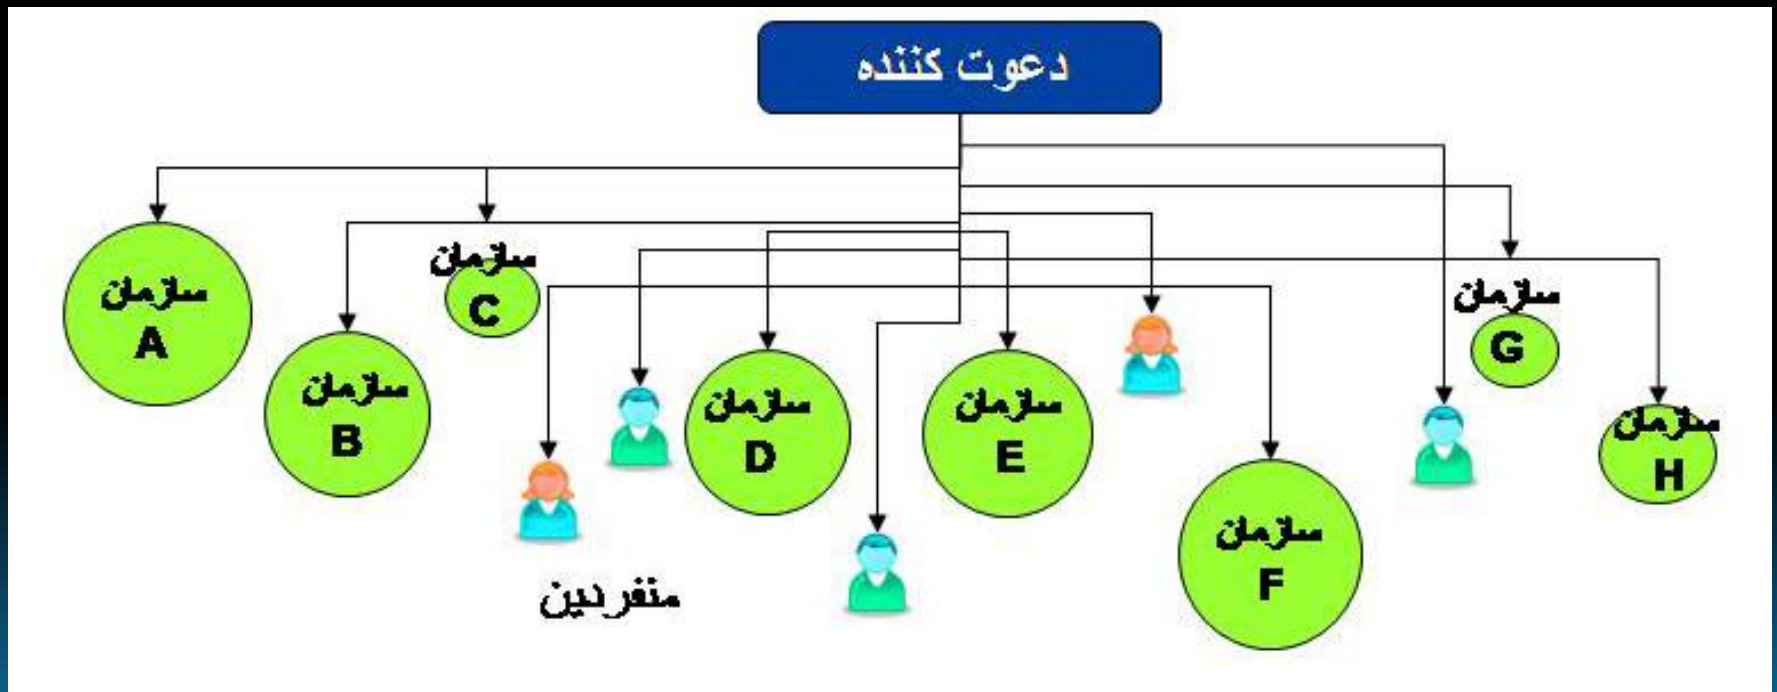 دعوت کننده
سازمان
A
سازمان
B
سازمان
C
سازمان
D
سازمان
E
سازمان
F
سازمان
G
سازمان
H
منفردین